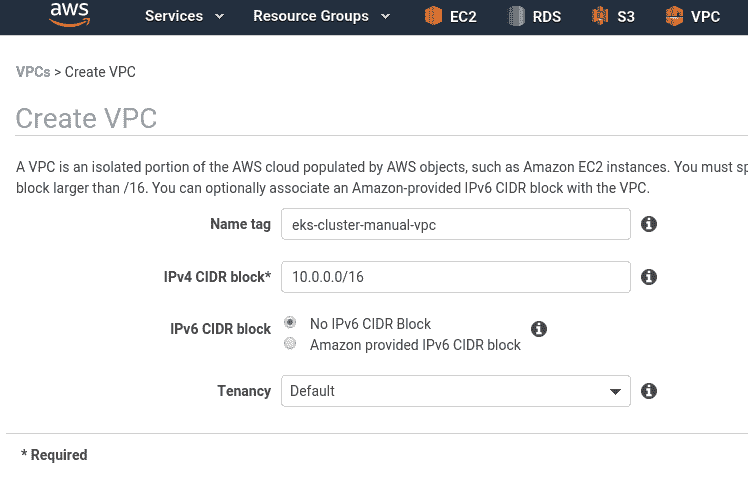 aws Services Resource Groups EC2 RDS S3 VPC
VPCs > Create VPC
Create VPC
A VPC is an isolated portion of the AWS cloud populated by AWS objects, such as Amazon EC2 instances. You must sp
block larger than /16. You can optionally associate an Amazon-provided IPv6 CIDR block with the VPC.
Name tag eks-cluster-manual-vpc
IPv4 CIDR block* 10.0.0.0/16
IPv6 CIDR block No IPv6 CIDR Block
Amazon provided IPv6 CIDR block
Tenancy Default
* Required